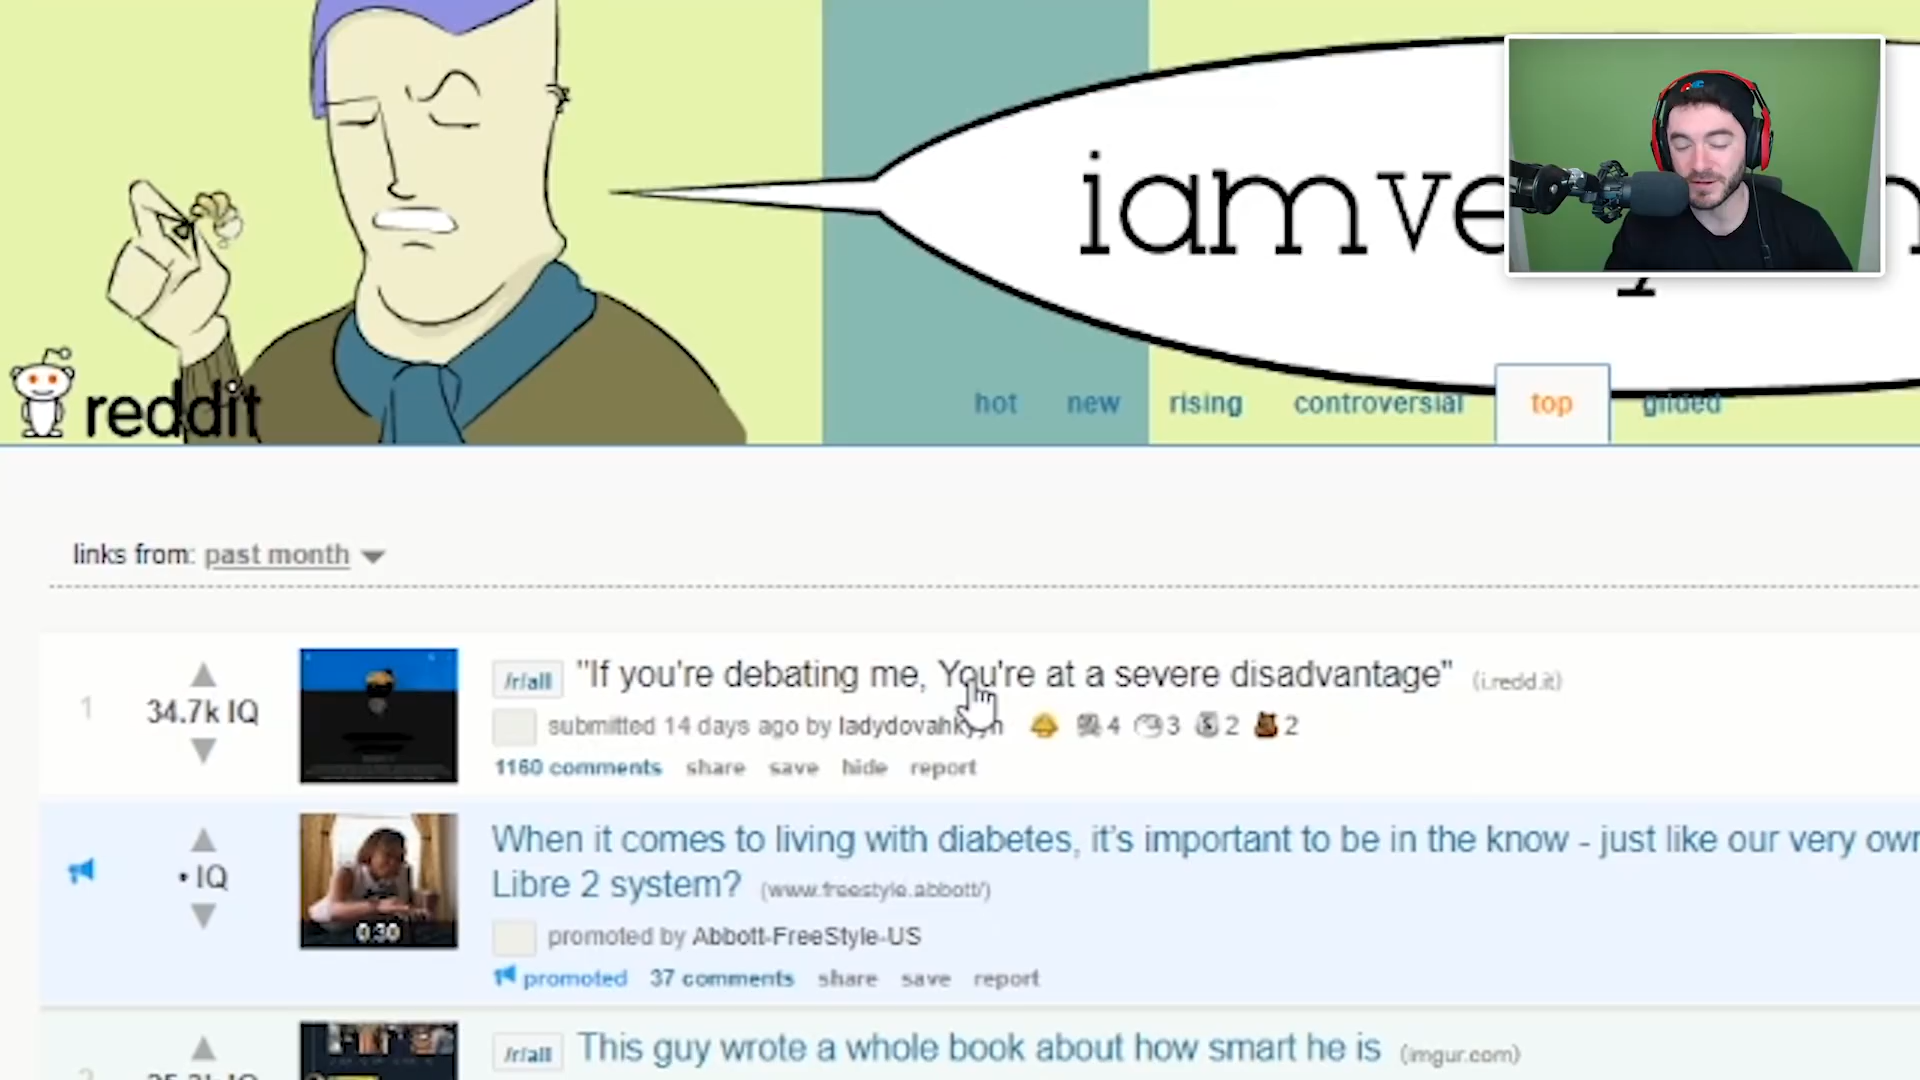 iamve
reddit
hot new rising controversial top gilded
links from: past month
1
34.7k IQ
/r/all "If you're debating me, You're at a severe disadvantage" (i.redd.it)
submitted 14 days ago by 4 3 2 2
1160 comments share save hide report
• IQ
0:30
When it comes to living with diabetes, it's important to be in the know - just like our very own
Libre 2 system? (www.freestyle.abbott/)
promoted by Abbott-FreeStyle-US
promoted 37 comments share save report
/r/all This guy wrote a whole book about how smart he is (imgur.com)